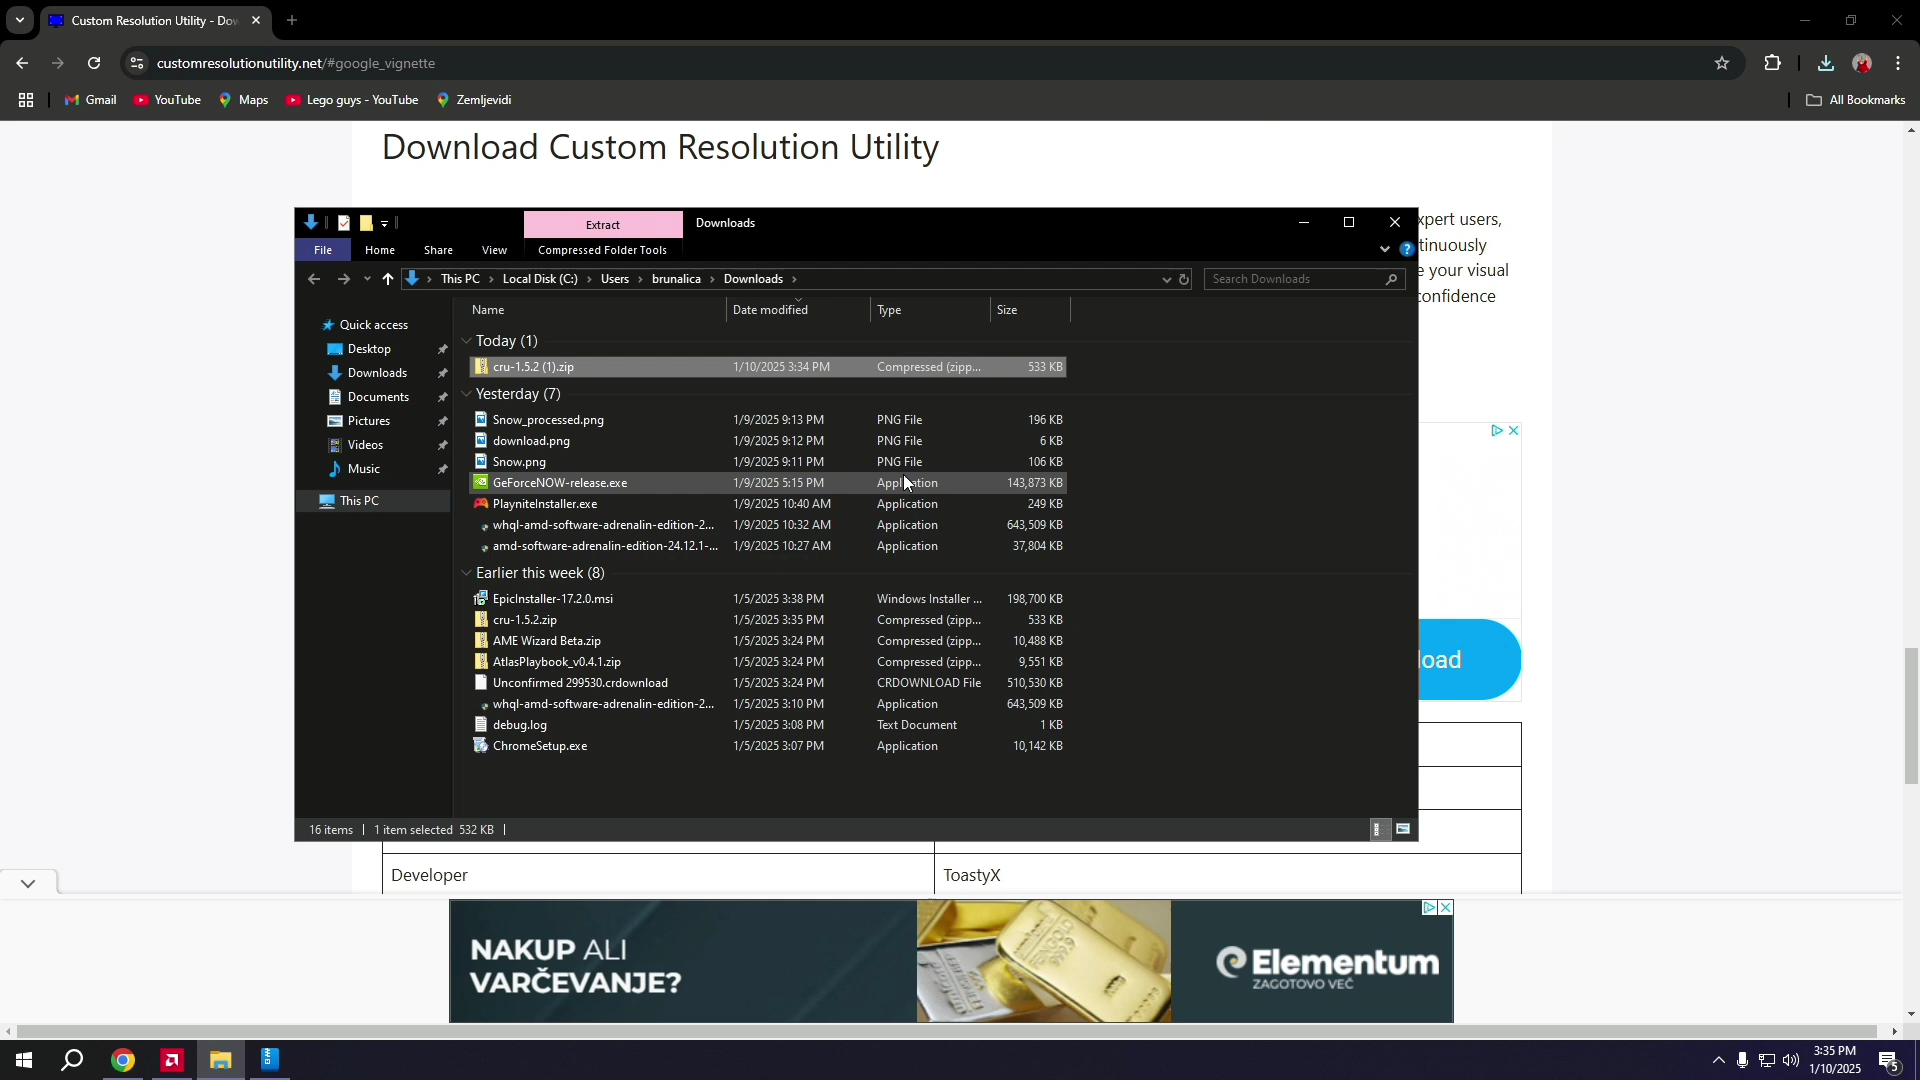 Custom Resolution Utility - Do
customresolutionutility.net/#google_vignette
Gmail
YouTube
Maps
Lego guys - YouTube
Zemljevidi
All Bookmarks
Download Custom Resolution Utility
xpert users,
tinuously
e your visual
confidence
Extract
Downloads
File
Home
Share
View
Compressed Folder Tools
This PC > Local Disk (C:) > Users > brunalica > Downloads >
Search Downloads
Quick access
Desktop
Downloads
Documents
Pictures
Videos
Music
This PC
Name Date modified Type Size
Today (1)
cru-1.5.2 (1).zip 1/10/2025 3:34 PM Compressed (zipp... 533 KB
Yesterday (7)
Snow_processed.png 1/9/2025 9:13 PM PNG File 196 KB
download.png 1/9/2025 9:12 PM PNG File 6 KB
Snow.png 1/9/2025 9:11 PM PNG File 106 KB
GeForceNOW-release.exe 1/9/2025 5:15 PM Application 143,873 KB
PlayniteInstaller.exe 1/9/2025 10:40 AM Application 249 KB
whql-amd-software-adrenalin-edition-2... 1/9/2025 10:32 AM Application 643,509 KB
amd-software-adrenalin-edition-24.12.1-... 1/9/2025 10:27 AM Application 37,804 KB
Earlier this week (8)
EpicInstaller-17.2.0.msi 1/5/2025 3:38 PM Windows Installer ... 198,700 KB
cru-1.5.2.zip 1/5/2025 3:35 PM Compressed (zipp... 533 KB
AME Wizard Beta.zip 1/5/2025 3:24 PM Compressed (zipp... 10,488 KB
AtlasPlaybook_v0.4.1.zip 1/5/2025 3:24 PM Compressed (zipp... 9,551 KB
Unconfirmed 299530.crdownload 1/5/2025 3:24 PM CRDOWNLOAD File 510,530 KB
whql-amd-software-adrenalin-edition-2... 1/5/2025 3:10 PM Application 643,509 KB
debug.log 1/5/2025 3:08 PM Text Document 1 KB
ChromeSetup.exe 1/5/2025 3:07 PM Application 10,142 KB
16 items 1 item selected 532 KB
load
Developer ToastyX
NAKUP ALI
VARČEVANJE?
Elementum
ZAGOTOVO VEČ
3:35 PM
1/10/2025
5